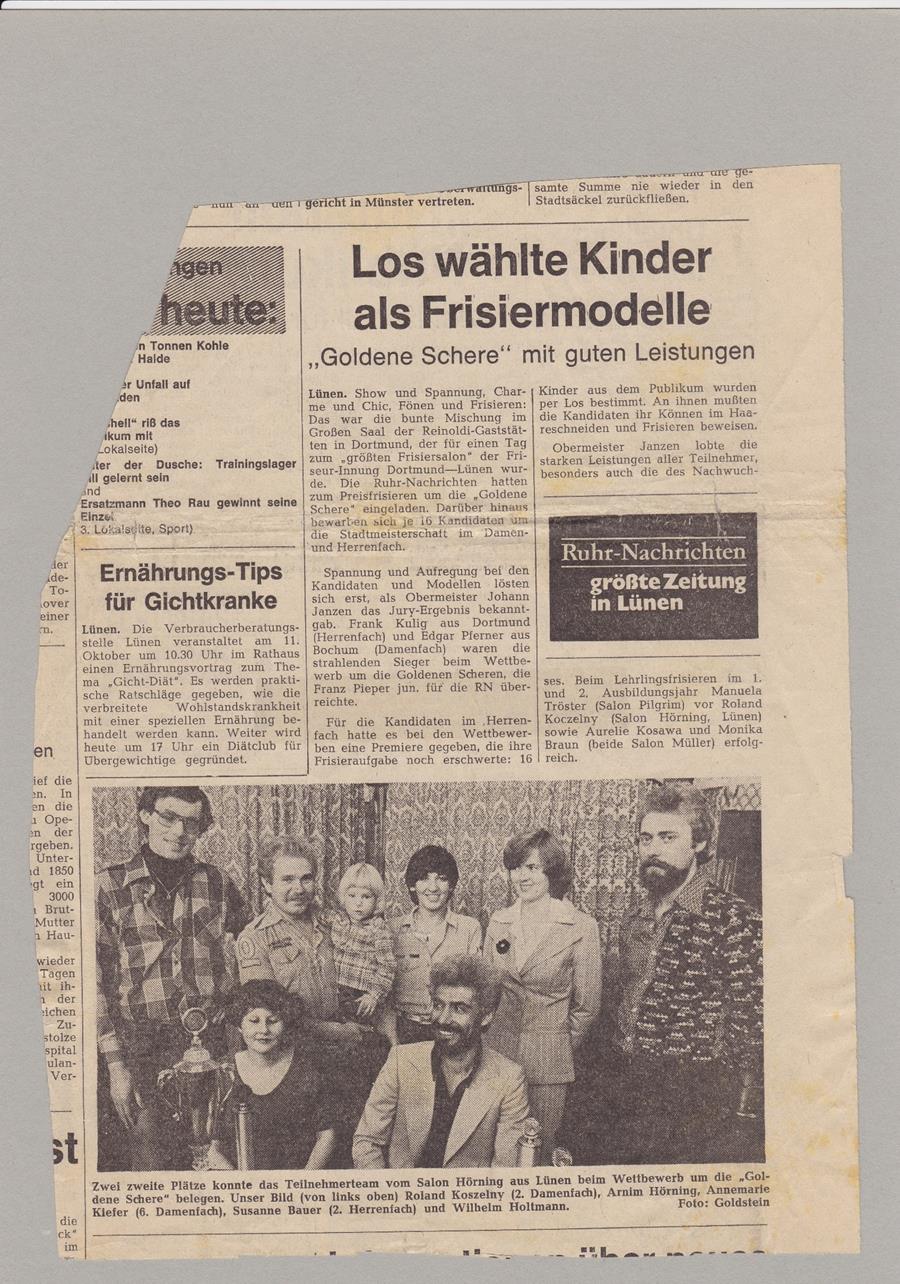 gericht in Münster vertreten.
samte Summe nie wieder in den
Stadtsäckel zurückfließen.
heute:
Tonnen Kohle
Halde
Unfall auf
riß das
mit
Lokalseite)
der Dusche: Trainingslager
gelernt sein
Ersatzmann Theo Rau gewinnt seine
Einzel
3. Lokalseite, Sport)
Ernährungs-Tips
für Gichtkranke
Lünen. Die Verbraucherberatungs-
stelle Lünen veranstaltet am 11.
Oktober um 10.30 Uhr im Rathaus
einen Ernährungsvortrag zum The-
ma „Gicht-Diät“. Es werden prakti-
sche Ratschläge gegeben, wie die
verbreitete Wohlstandskrankheit
mit einer speziellen Ernährung be-
handelt werden kann. Weiter wird
heute um 17 Uhr ein Diätclub für
Übergewichtige gegründet.
Los wählte Kinder
als Frisiermodelle
„Goldene Schere“ mit guten Leistungen
Lünen. Show und Spannung, Char-
me und Chic, Fönen und Frisieren:
Das war die bunte Mischung im
Großen Saal der Reinoldi-Gaststät-
ten in Dortmund, der für einen Tag
zum „größten Frisiersalon“ der Fri-
seur-Innung Dortmund—Lünen wur-
de. Die Ruhr-Nachrichten hatten
zum Preisfrisieren um die „Goldene
Schere“ eingeladen. Darüber hinaus
bewarben sich je 16 Kandidaten um
die Stadtmeisterschaft im Damen-
und Herrenfach.
Spannung und Aufregung bei den
Kandidaten und Modellen lösten
sich erst, als Obermeister Johann
Janzen das Jury-Ergebnis bekannt-
gab. Frank Kulig aus Dortmund
(Herrenfach) und Edgar Pferner aus
Bochum (Damenfach) waren die
strahlenden Sieger beim Wettbe-
werb um die Goldenen Scheren, die
Franz Pieper jun. für die RN über-
reichte.
Für die Kandidaten im Herren-
fach hatte es bei den Wettbewer-
ben eine Premiere gegeben, die ihre
Frisieraufgabe noch erschwerte: 16
Kinder aus dem Publikum wurden
per Los bestimmt. An ihnen mußten
die Kandidaten ihr Können im Haa-
reschneiden und Frisieren beweisen.
Obermeister Janzen lobte die
starken Leistungen aller Teilnehmer,
besonders auch die des Nachwuch-
Ruhr-Nachrichten
größte Zeitung
in Lünen
ses. Beim Lehrlingsfrisieren im 1.
und 2. Ausbildungsjahr Manuela
Tröster (Salon Pilgrim) vor Roland
Koczelny (Salon Hörning, Lünen)
sowie Aurelie Kosawa und Monika
Braun (beide Salon Müller) erfolg-
reich.
Zwei zweite Plätze konnte das Teilnehmerteam vom Salon Hörning aus Lünen beim Wettbewerb um die „Gol-
dene Schere“ belegen. Unser Bild (von links oben) Roland Koszelny (2. Damenfach), Arnim Hörning, Annemarie
Kiefer (6. Damenfach), Susanne Bauer (2. Herrenfach) und Wilhelm Holtmann. Foto: Goldstein